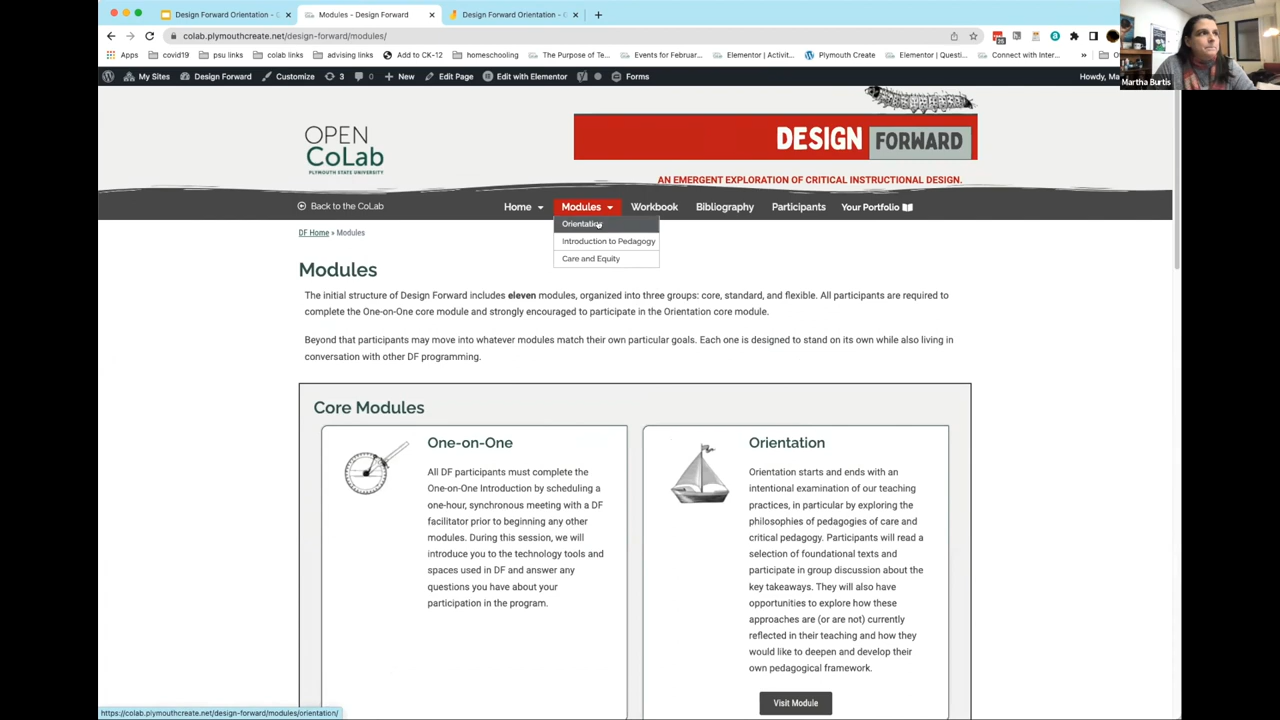 Design Forward Orientation - C
Modules - Design Forward
Design Forward Orientation -
colab.plymouthcreate.net/design-forward/modules/
Apps
covid19
psu links
colab links
advising links
Add to CK-12
homeschooling
The Purpose of Te...
Events for Februar...
Elementor | Activit...
Plymouth Create
Elementor | Questi...
Connect with Inter...
»
My Sites
Design Forward
Customize
3
0
New
Edit Page
Edit with Elementor
Forms
Howdy, Ma
Martha Burtis
OPEN
CoLab
PLYMOUTH STATE UNIVERSITY
DESIGN FORWARD
AN EMERGENT EXPLORATION OF CRITICAL INSTRUCTIONAL DESIGN.
Back to the CoLab
Home
Modules
Workbook
Bibliography
Participants
Your Portfolio
Orientation
Introduction to Pedagogy
Care and Equity
DF Home » Modules
Modules
The initial structure of Design Forward includes eleven modules, organized into three groups: core, standard, and flexible. All participants are required to
complete the One-on-One core module and strongly encouraged to participate in the Orientation core module.
Beyond that participants may move into whatever modules match their own particular goals. Each one is designed to stand on its own while also living in
conversation with other DF programming.
Core Modules
One-on-One
All DF participants must complete the
One-on-One Introduction by scheduling a
one-hour, synchronous meeting with a DF
facilitator prior to beginning any other
modules. During this session, we will
introduce you to the technology tools and
spaces used in DF and answer any
questions you have about your
participation in the program.
Orientation
Orientation starts and ends with an
intentional examination of our teaching
practices, in particular by exploring the
philosophies of pedagogies of care and
critical pedagogy. Participants will read a
selection of foundational texts and
participate in group discussion about the
key takeaways. They will also have
opportunities to explore how these
approaches are (or are not) currently
reflected in their teaching and how they
would like to deepen and develop their
own pedagogical framework.
Visit Module
https://colab.plymouthcreate.net/design-forward/modules/orientation/